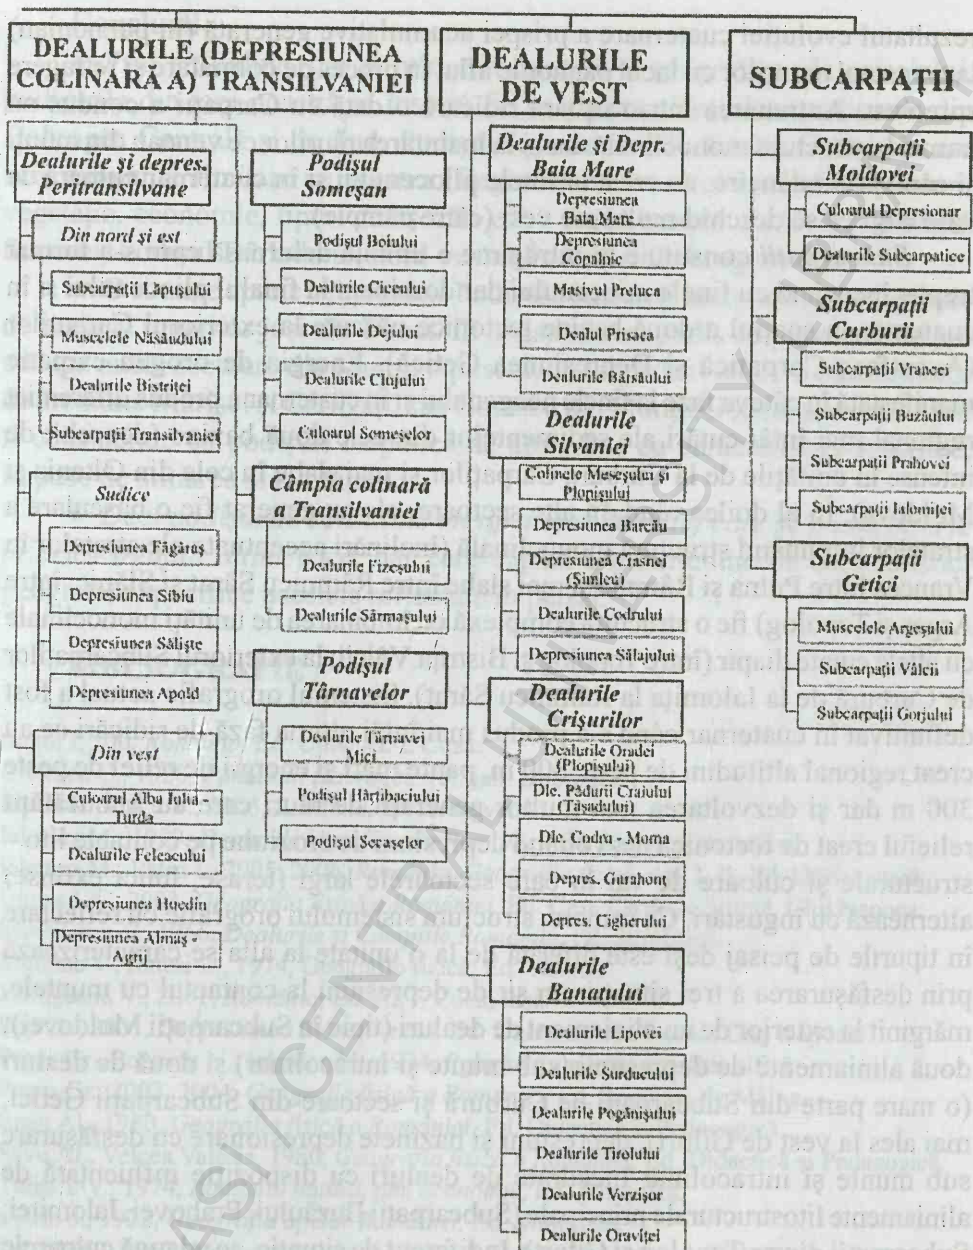 DEALURILE (DEPRESIUNEA
COLINARĂ A) TRANSILVANIEI
Dealurile și depres.
Peritransilvane
Din nord și est
Subcarpații Lăpușului
Muscelele Năsăudului
Dealurile Bistriței
Subcarpații Transilvaniei
Sudice
Depresiunea Făgăraș
Depresiunea Sibiu
Depresiunea Săliște
Depresiunea Apold
Din vest
Culoarul Alba Iulia -
Turda
Dealurile Feleacului
Depresiunea Huedin
Depresiunea Almaș -
Agrij
Podișul
Someșan
Podișul Boiului
Dealurile Ciceului
Dealurile Dejului
Dealurile Clujului
Culoarul Someșelor
Câmpia colinară
a Transilvaniei
Dealurile Fizeșului
Dealurile Sărmașului
Podișul
Târnavelor
Dealurile Târnavei
Mici
Podișul Hârtibaciului
Podișul Secașelor
DEALURILE
DE VEST
Dealurile și Depr.
Baia Mare
Depresiunea
Baia Mare
Depresiunea
Copalnic
Masivul Preluca
Dealul Prisaca
Dealurile Bârsăului
Dealurile
Silvaniei
Colinele Meseșului și
Plopișului
Depresiunea Barcău
Depresiunea Crasnei
(Șimleu)
Dealurile Codrului
Depresiunea Sălajului
Dealurile
Crișurilor
Dealurile Oradei
(Plopișului)
Dle. Pădurii Craiului
(Tășadului)
Dle. Codru - Moma
Depres. Gurahonț
Depres. Cigherului
Dealurile
Banatului
Dealurile Lipovei
Dealurile Surducului
Dealurile Pogănișului
Dealurile Tirolului
Dealurile Verzișor
Dealurile Oraviței
SUBCARPAȚII
Subcarpații
Moldovei
Culoar depresionar
Dealurile Subcarpatice
Subcarpații
Curburii
Subcarpații Vrancei
Subcarpații Buzăului
Subcarpații Prahovei
Subcarpații Ialomiței
Subcarpații
Getici
Muscelele Argeșului
Subcarpații Vâlcii
Subcarpații Gorjului
IASI / CENTRAL UNIVERSITY LIBRARY